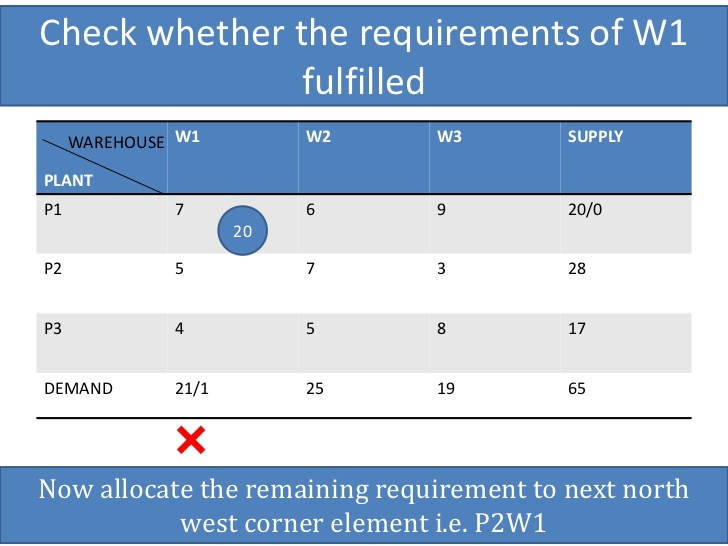 Check whether the requirements of W1
fulfilled
WAREHOUSE W1 W2 W3 SUPPLY
PLANT
P1 7 6 9 20/0
20
P2 5 7 3 28
P3 4 5 8 17
DEMAND 21/1 25 19 65
Now allocate the remaining requirement to next north
west corner element i.e. P2W1